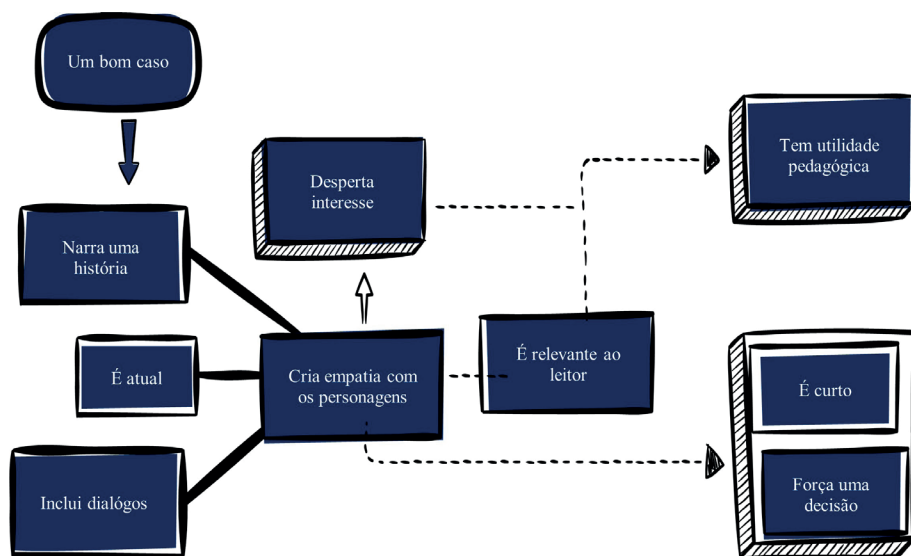 Um bom caso
Narra uma
história
É atual
Inclui dialógos
Desperta
interesse
Cria empatia com
os personagens
É relevante ao
leitor
Tem utilidade
pedagógica
É curto
Força uma
decisão